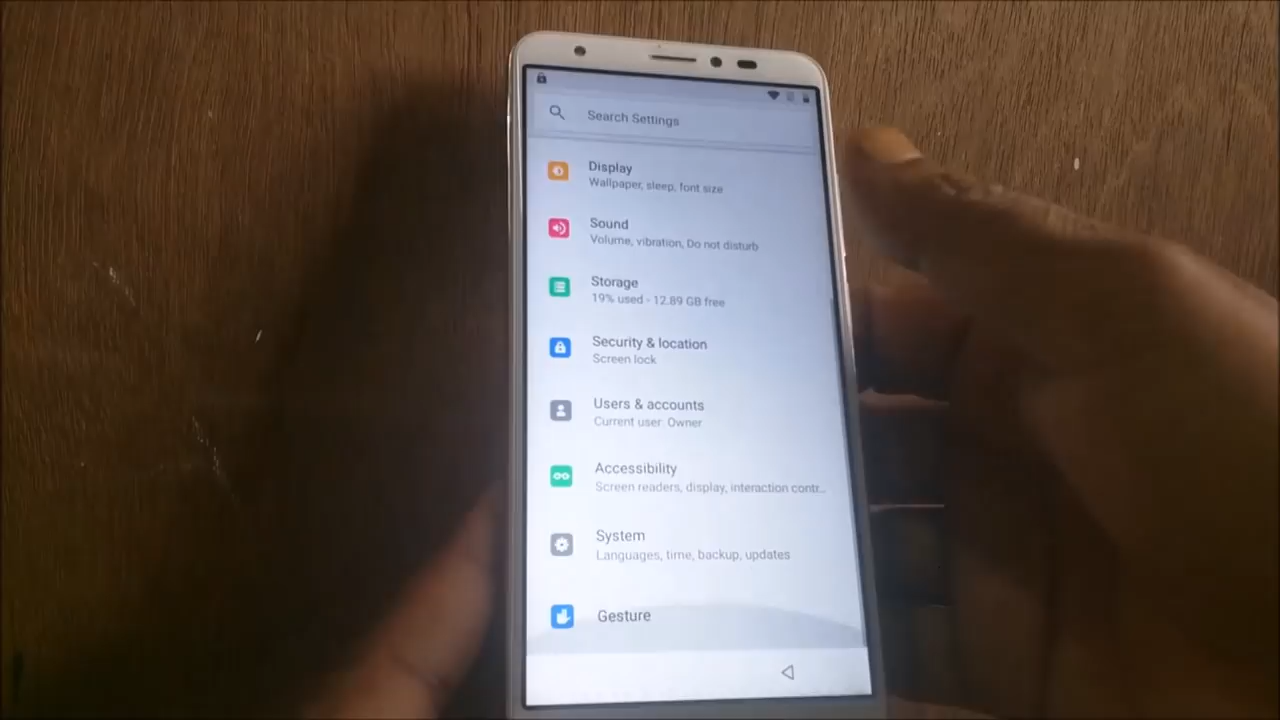 Search Settings
Display
Wallpaper, sleep, font size
Sound
Volume, vibration, Do not disturb
Storage
19% used - 12.89 GB free
Security & location
Screen lock
Users & accounts
Current user: Owner
Accessibility
Screen readers, display, interaction contr...
System
Languages, time, backup, updates
Gesture